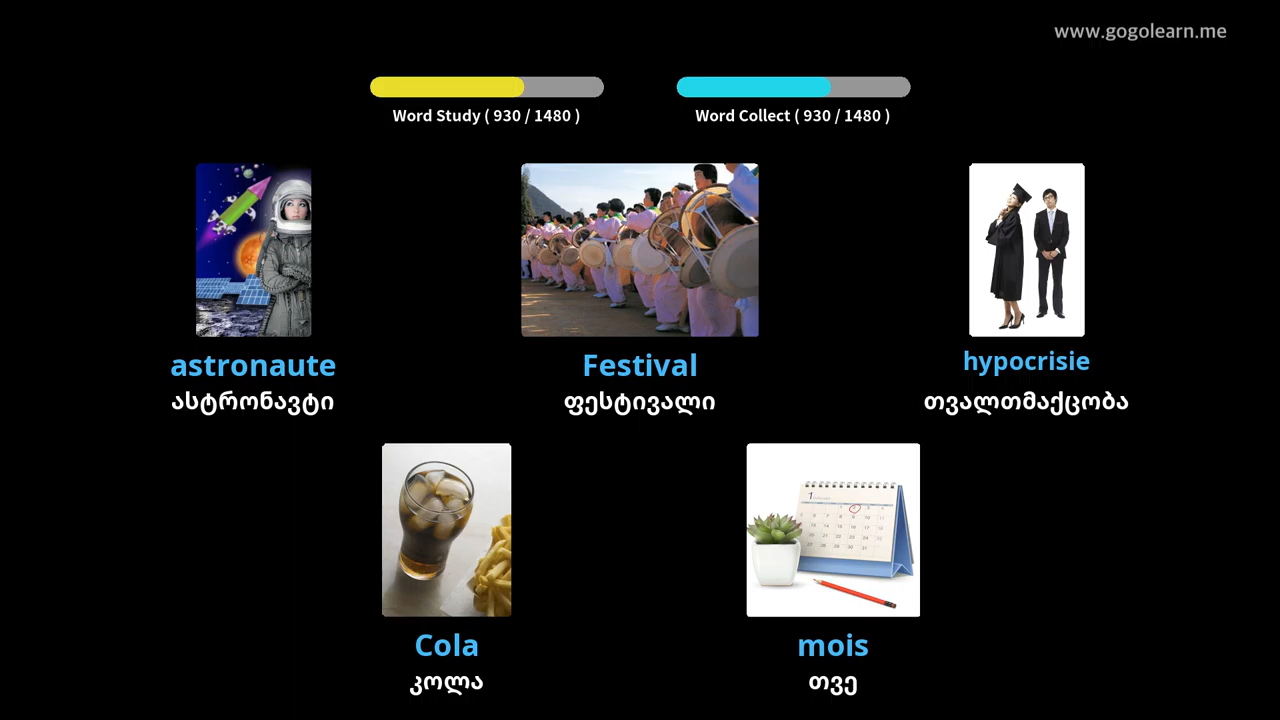 www.gogolearn.me
Word Study ( 930 / 1480 )
Word Collect ( 930 / 1480 )
astronaute
ასტრონავტი
Festival
ფესტივალი
hypocrisie
თვალთმაქცობა
Cola
კოლა
mois
თვე